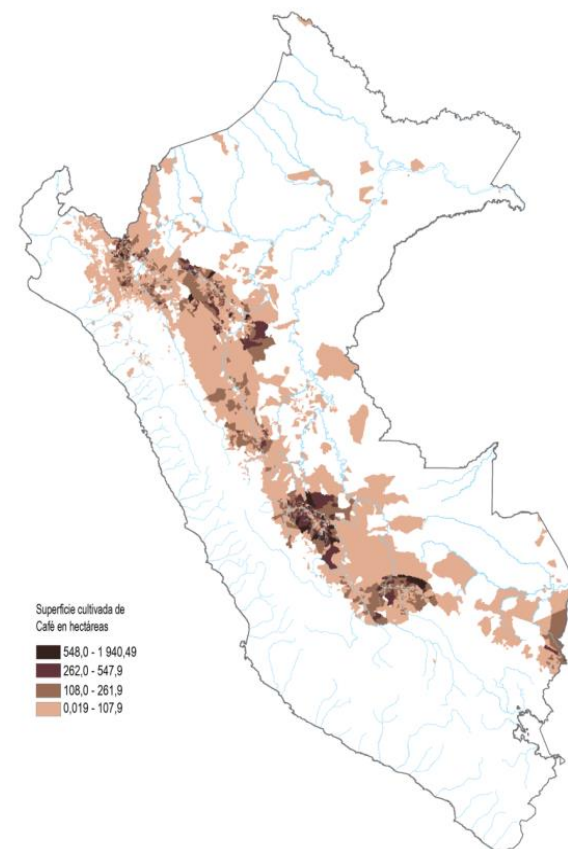 Superficie cultivada de
Café en hectáreas
548,0 - 1 940,49
262,0 - 547,9
108,0 - 261,9
0,019 - 107,9